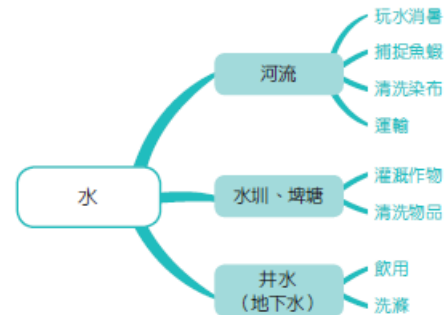 水
河流
玩水消暑
捕捉魚蝦
清洗染布
運輸
水圳、埤塘
灌溉作物
清洗物品
井水
（地下水）
飲用
洗滌